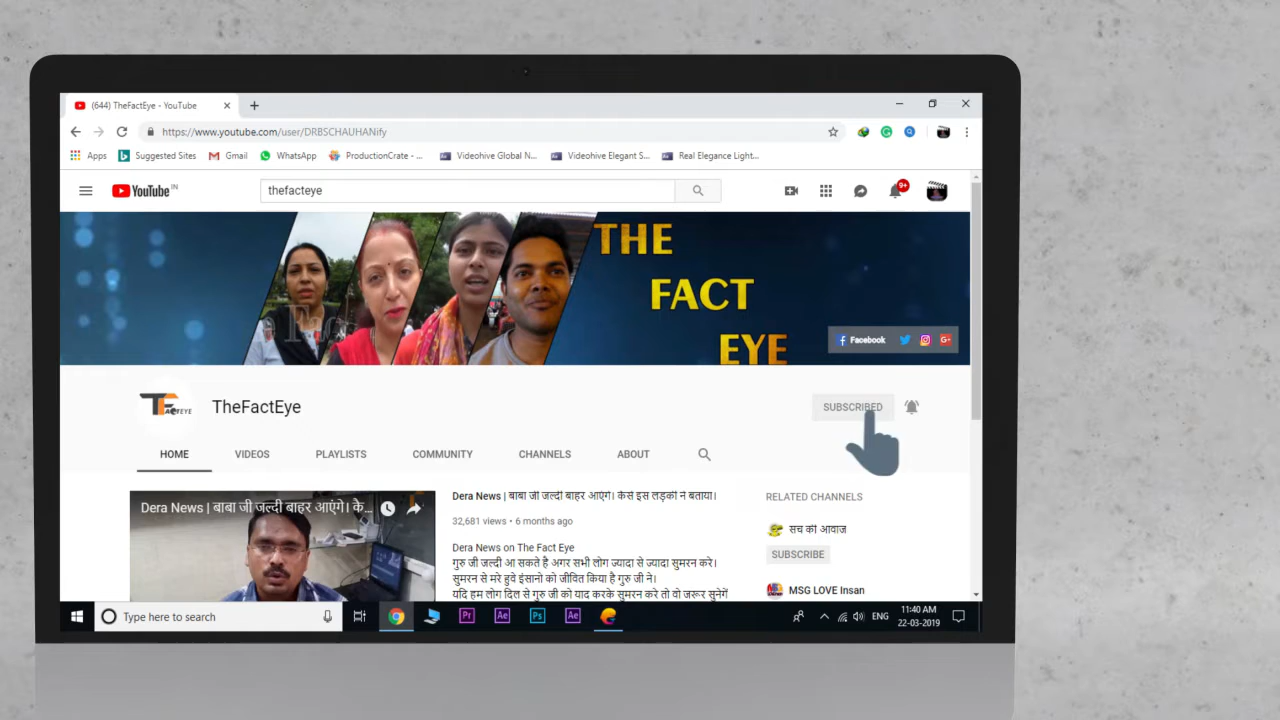 (644) TheFactEye - YouTube
https://www.youtube.com/user/DRBSCHAUHANify
Apps Suggested Sites Gmail WhatsApp ProductionCrate - ... Videohive Global N... Videohive Elegant S... Real Elegance Light...
YouTube IN thefacteye 9+
THE
FACT
EYE
Facebook
TheFactEye SUBSCRIBED
HOME VIDEOS PLAYLISTS COMMUNITY CHANNELS ABOUT
Dera News | बाबा जी जल्दी बाहर आएंगे। के...
Dera News | बाबा जी जल्दी बाहर आएंगे। कैसे इस लड़की ने बताया।
32,681 views • 6 months ago
Dera News on The Fact Eye
गुरु जी जल्दी आ सकते है अगर सभी लोग ज्यादा से ज्यादा सुमरन करे।
सुमरन से मरे हुवे इंसानो को जीवित किया है गुरु जी ने।
यदि हम लोग दिल से गुरु जी को याद करके सुमरन करे तो वो जरूर सुनेगें
RELATED CHANNELS
सच की आवाज
SUBSCRIBE
MSG LOVE Insan
Type here to search Pr Ae Ps Ae ENG 11:40 AM
22-03-2019